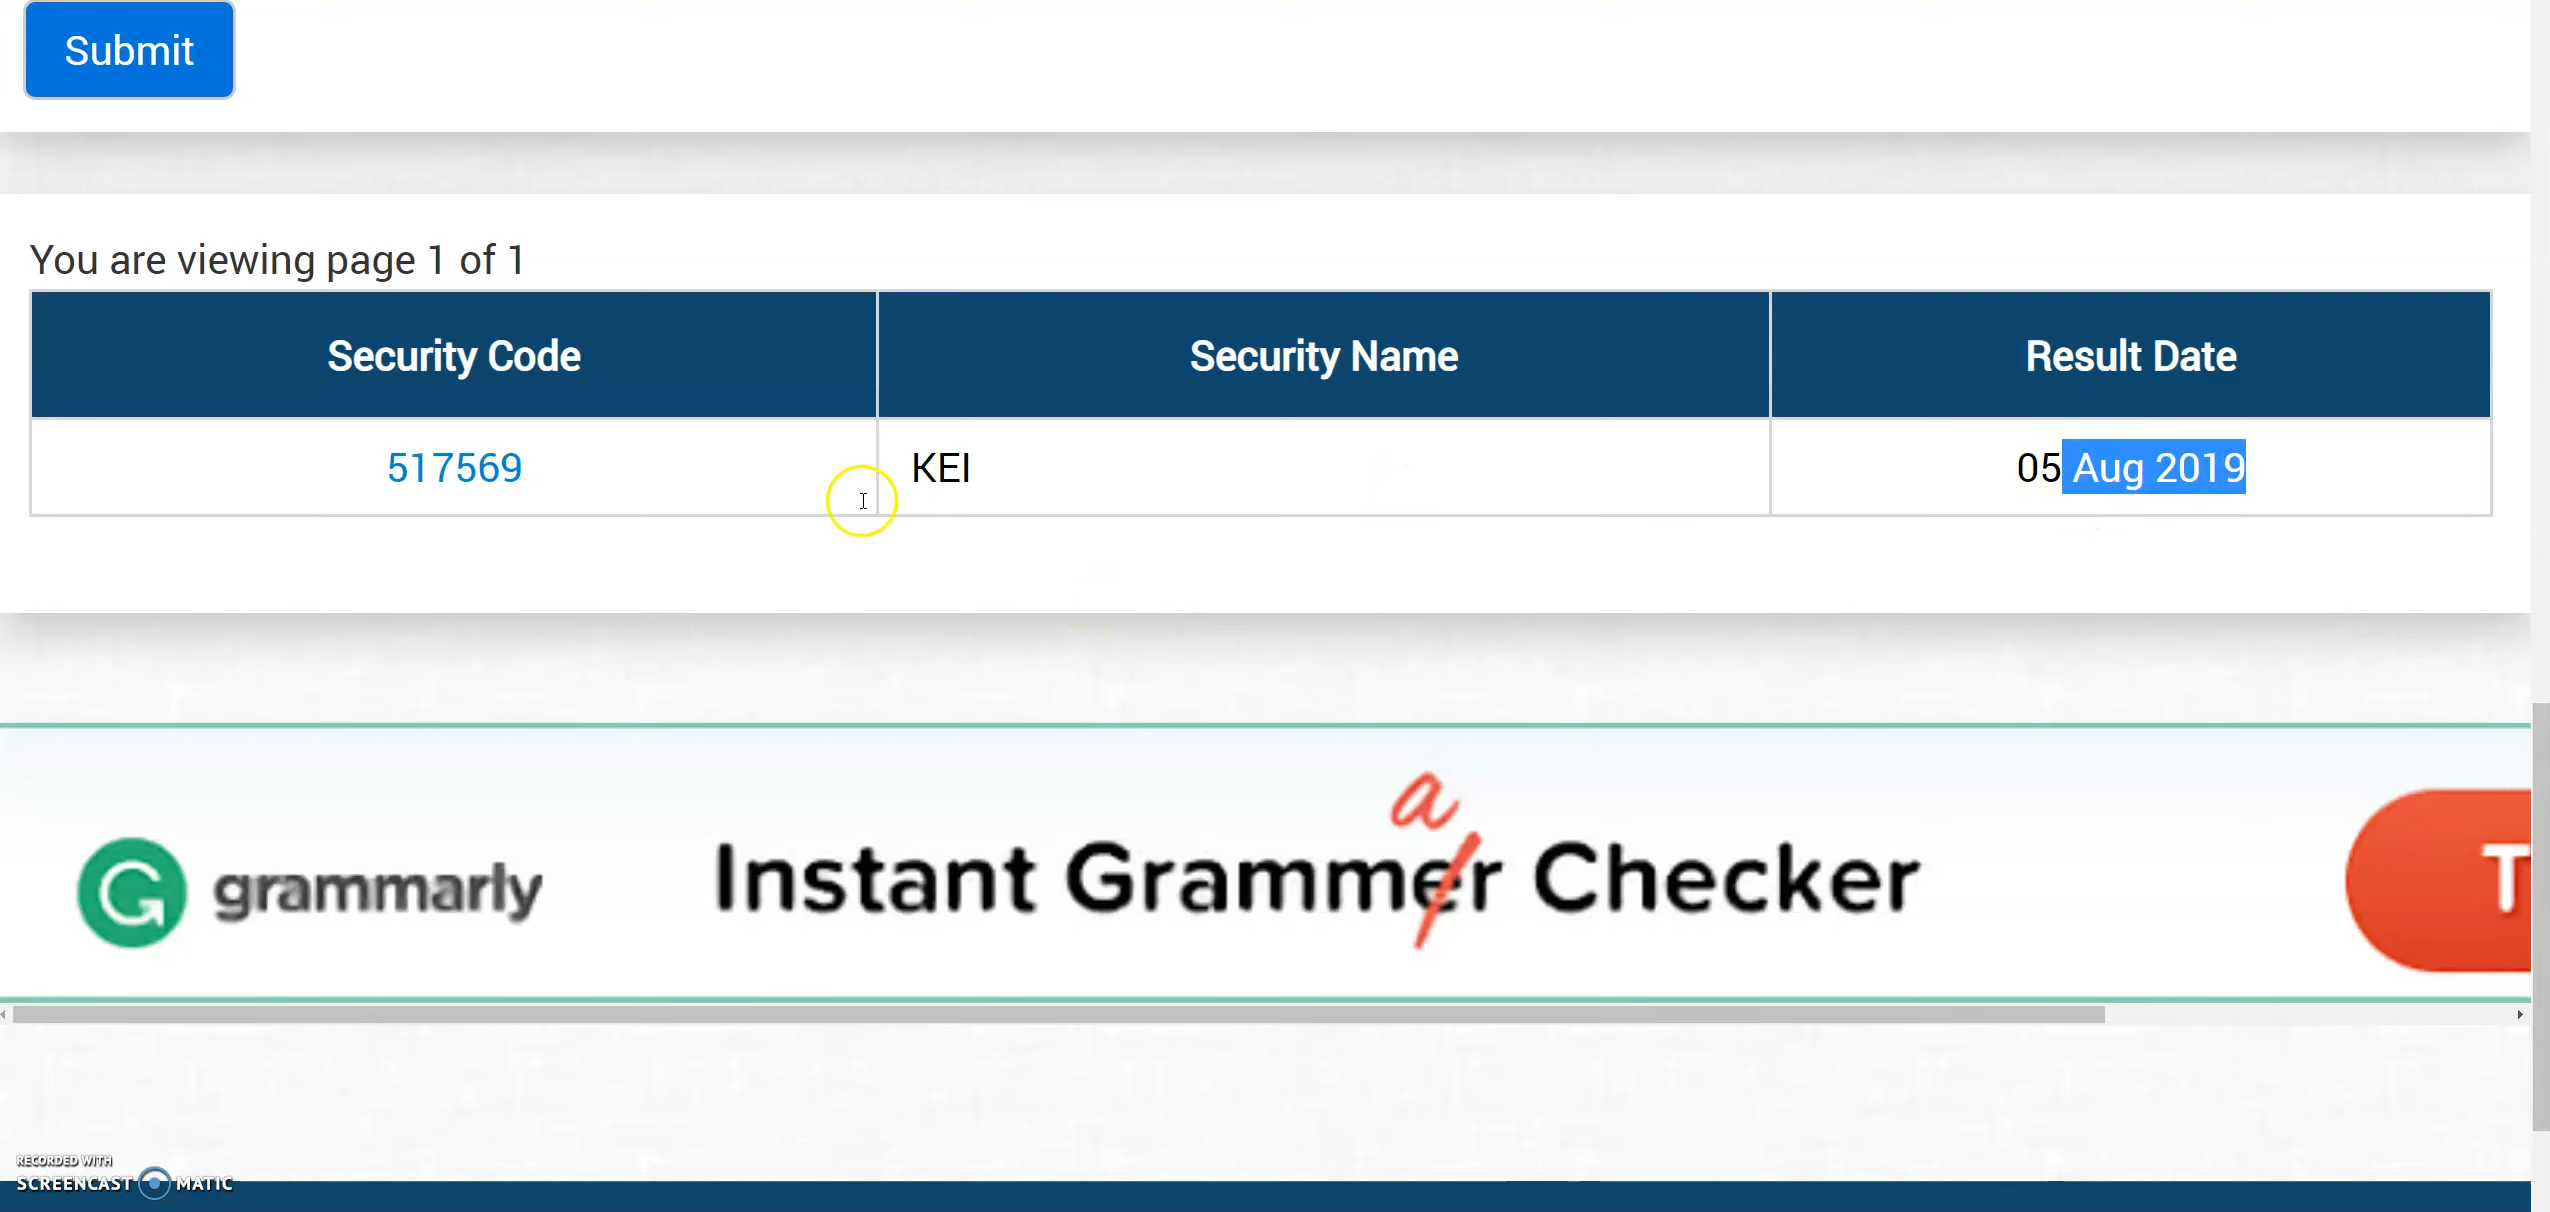 Submit
You are viewing page 1 of 1
Security Code Security Name Result Date
517569 KEI 05 Aug 2019
a
grammarly Instant Grammer Checker T
RECORDED WITH
SCREENCAST MATIC